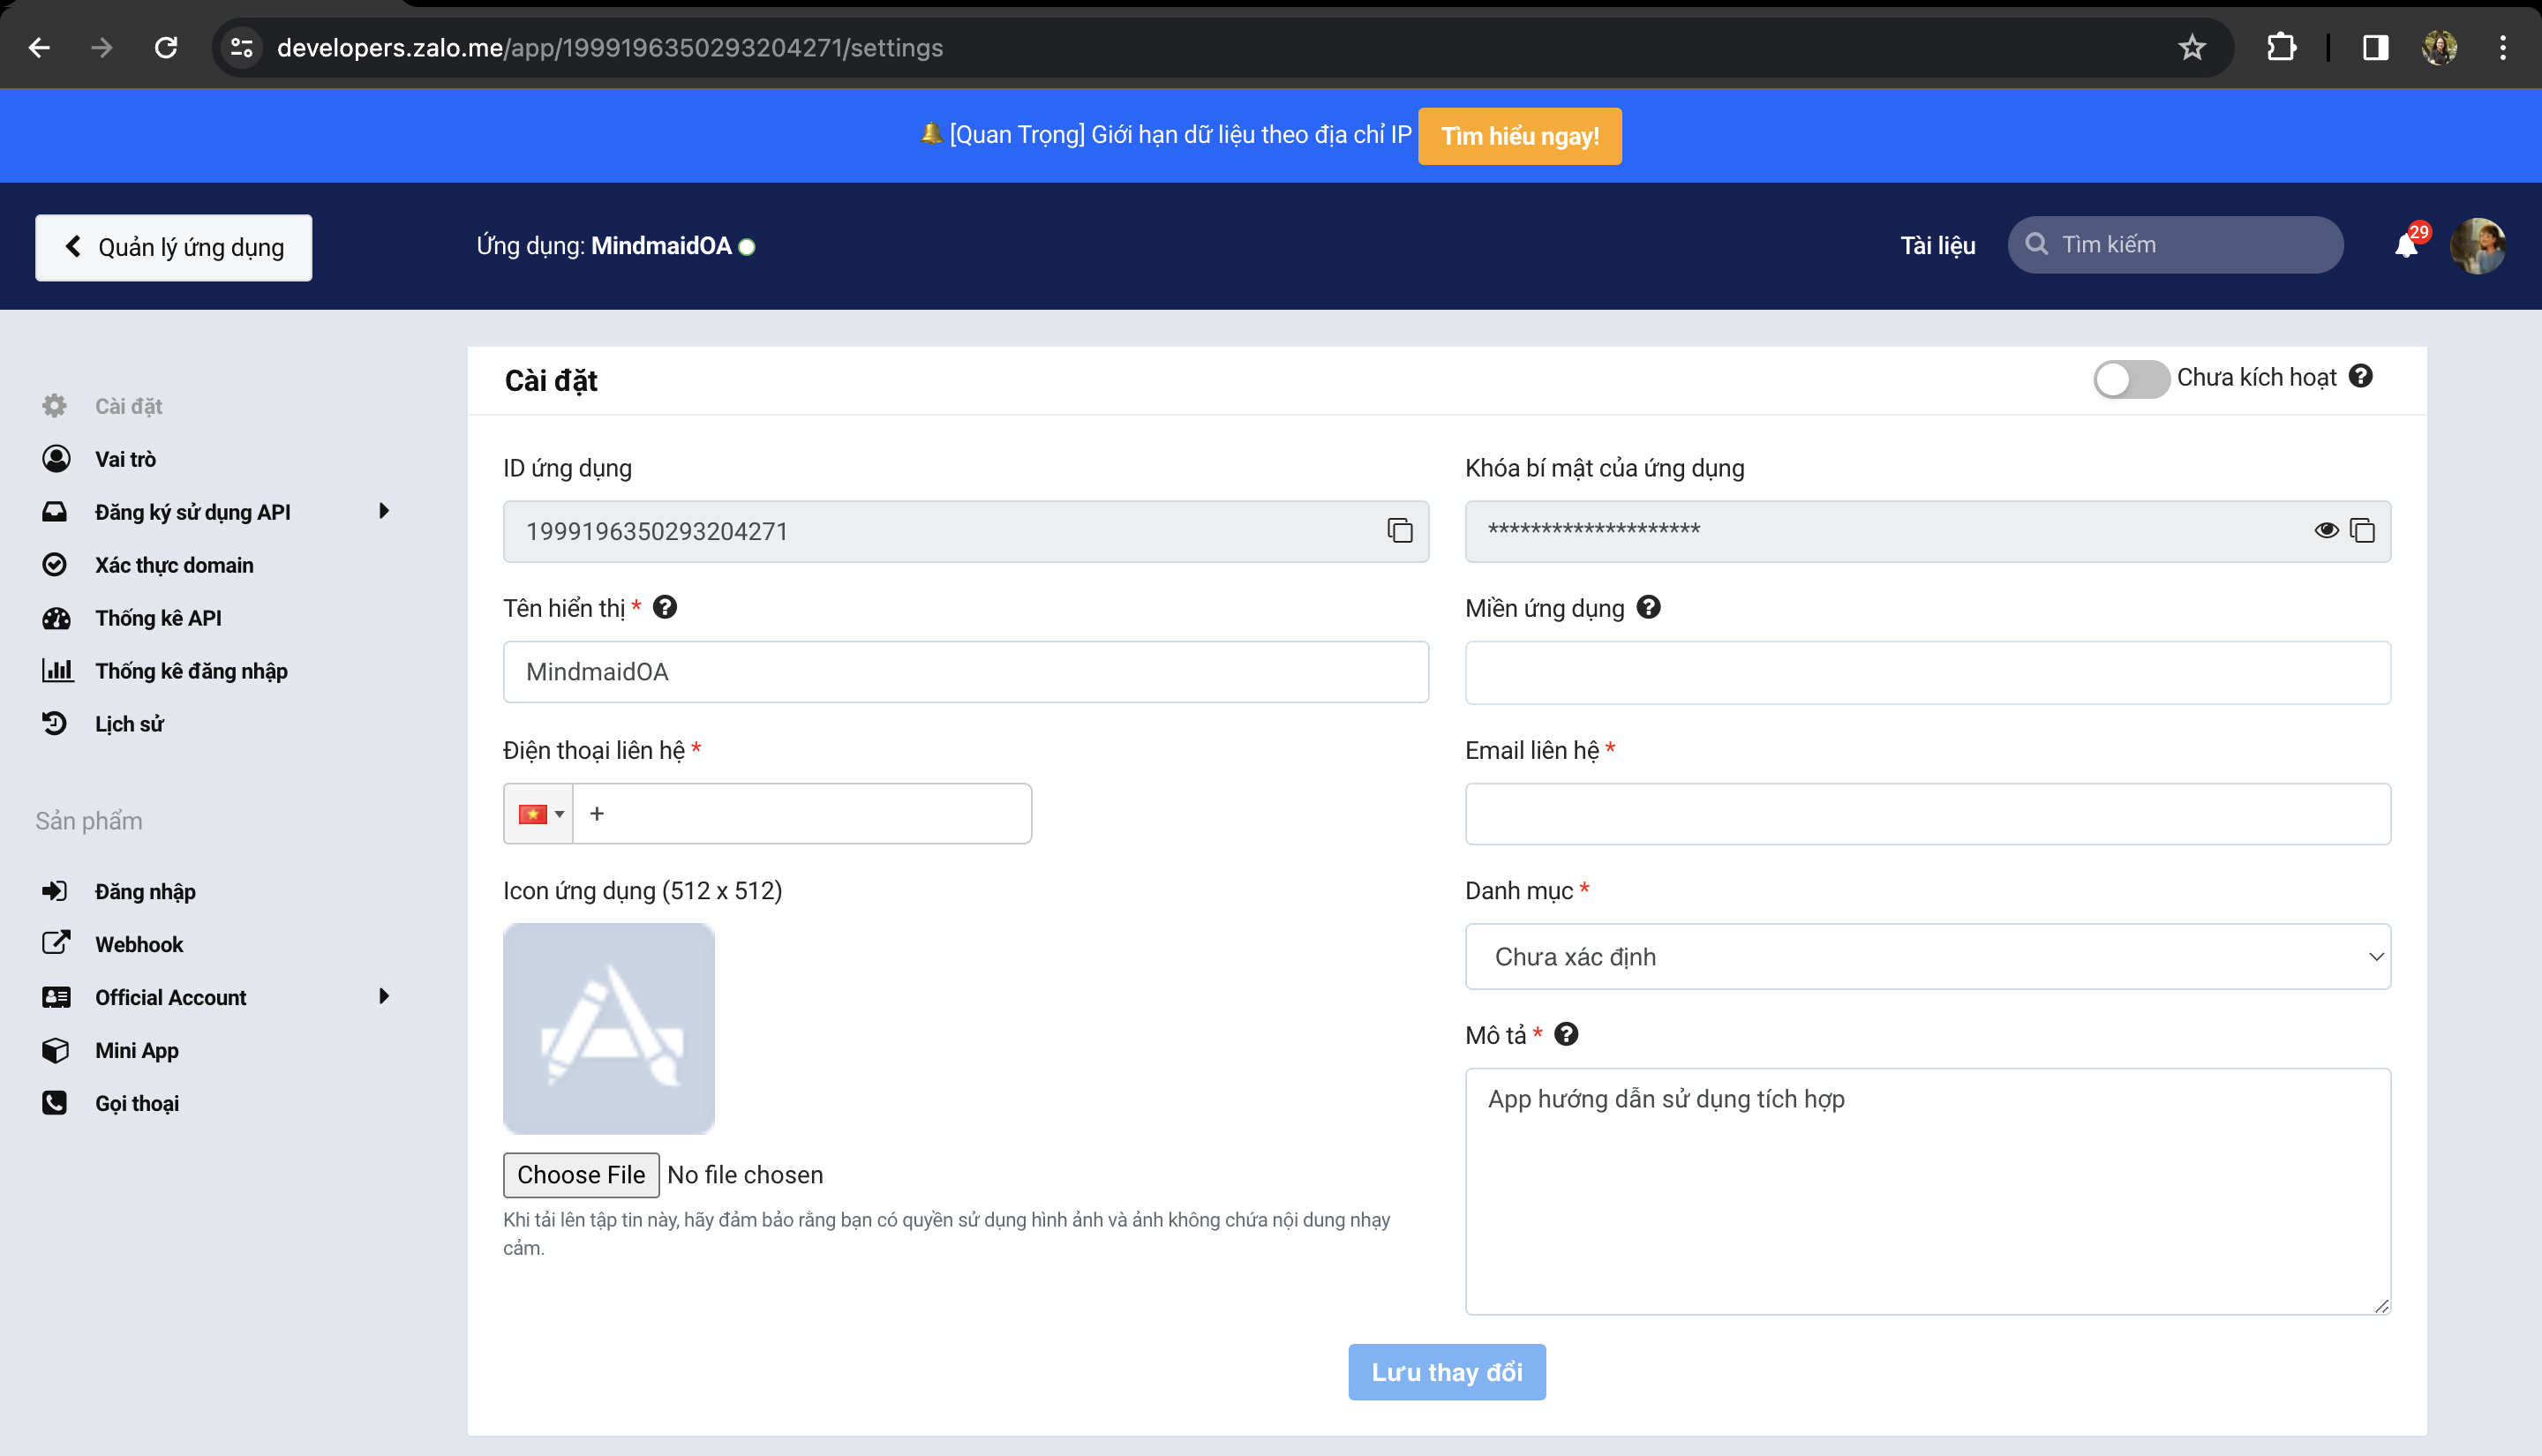 developers.zalo.me/app/1999196350293204271/settings
[Quan Trọng] Giới hạn dữ liệu theo địa chỉ IP Tìm hiểu ngay!
Quản lý ứng dụng
Ứng dụng: MindmaidOA
Tài liệu
Tìm kiếm
29
Cài đặt
Vai trò
Đăng ký sử dụng API
Xác thực domain
Thống kê API
Thống kê đăng nhập
Lịch sử
Sản phẩm
Đăng nhập
Webhook
Official Account
Mini App
Gọi thoại
Cài đặt
Chưa kích hoạt
ID ứng dụng
1999196350293204271
Khóa bí mật của ứng dụng
********************
Tên hiển thị *
MindmaidOA
Miền ứng dụng
Điện thoại liên hệ *
+
Email liên hệ *
Icon ứng dụng (512 x 512)
Choose File No file chosen
Khi tải lên tập tin này, hãy đảm bảo rằng bạn có quyền sử dụng hình ảnh và ảnh không chứa nội dung nhạy
cảm.
Danh mục *
Chưa xác định
Mô tả *
App hướng dẫn sử dụng tích hợp
Lưu thay đổi